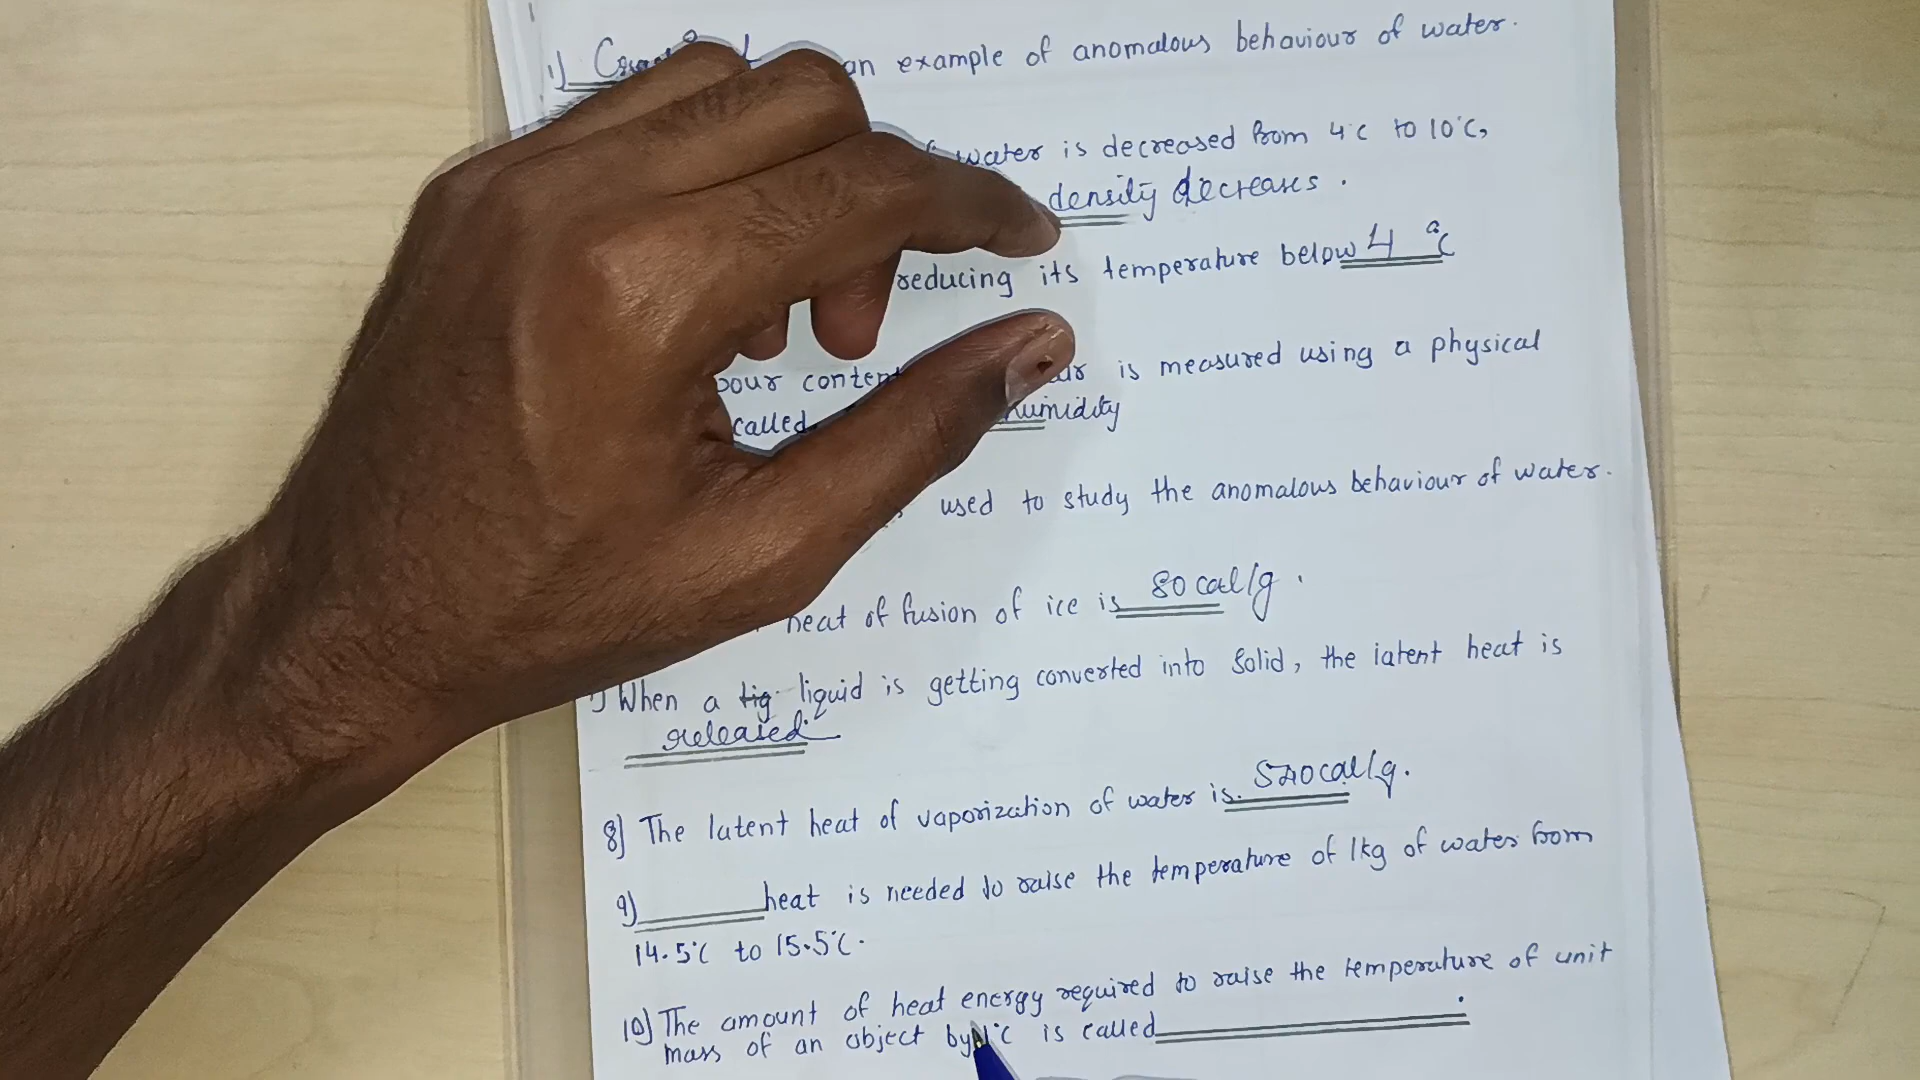 1) an example of anomalous behaviour of water.
water is decreased from 4°c to 10°C,
density decreases.
reducing its temperature below 4 °C
called humidity
is measured using a physical
used to study the anomalous behaviour of water.
heat of fusion of ice is 80 cal/g.
When a liq liquid is getting converted into solid, the latent heat is
released.
8) The latent heat of vaporization of water is. 540 cal/g.
9) ______ heat is needed to raise the temperature of 1kg of water from
14.5°C to 15.5°C.
10) The amount of heat energy required to raise the temperature of unit
mass of an object by 1°C is called ______.